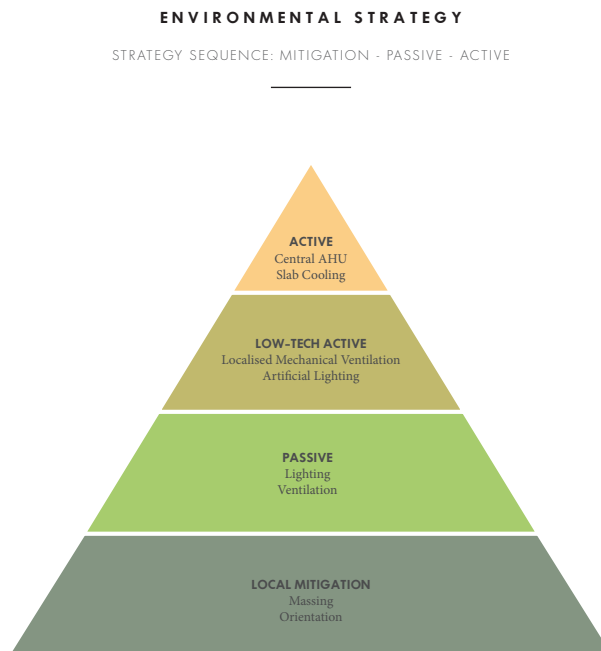 ENVIRONMENTAL STRATEGY
STRATEGY SEQUENCE: MITIGATION - PASSIVE - ACTIVE
ACTIVE
Central AHU
Slab Cooling
LOW-TECH ACTIVE
Localised Mechanical Ventilation
Artificial Lighting
PASSIVE
Lighting
Ventilation
LOCAL MITIGATION
Massing
Orientation